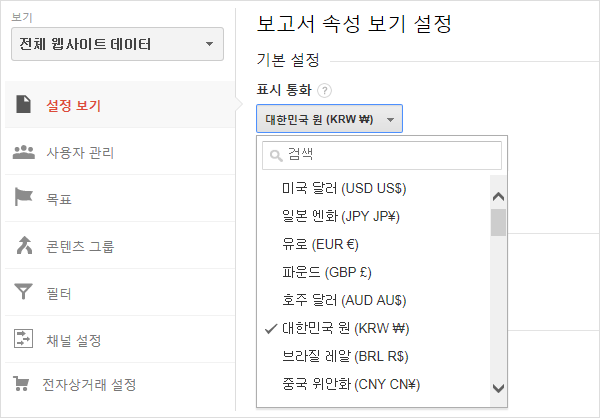 보기
전체 웹사이트 데이터
설정 보기
사용자 관리
목표
콘텐츠 그룹
필터
채널 설정
전자상거래 설정
보고서 속성 보기 설정
기본 설정
표시 통화 ?
대한민국 원 (KRW ₩)
검색
미국 달러 (USD US$)
일본 엔화 (JPY JP¥)
유로 (EUR €)
파운드 (GBP £)
호주 달러 (AUD AU$)
대한민국 원 (KRW ₩)
브라질 레알 (BRL R$)
중국 위안화 (CNY CN¥)